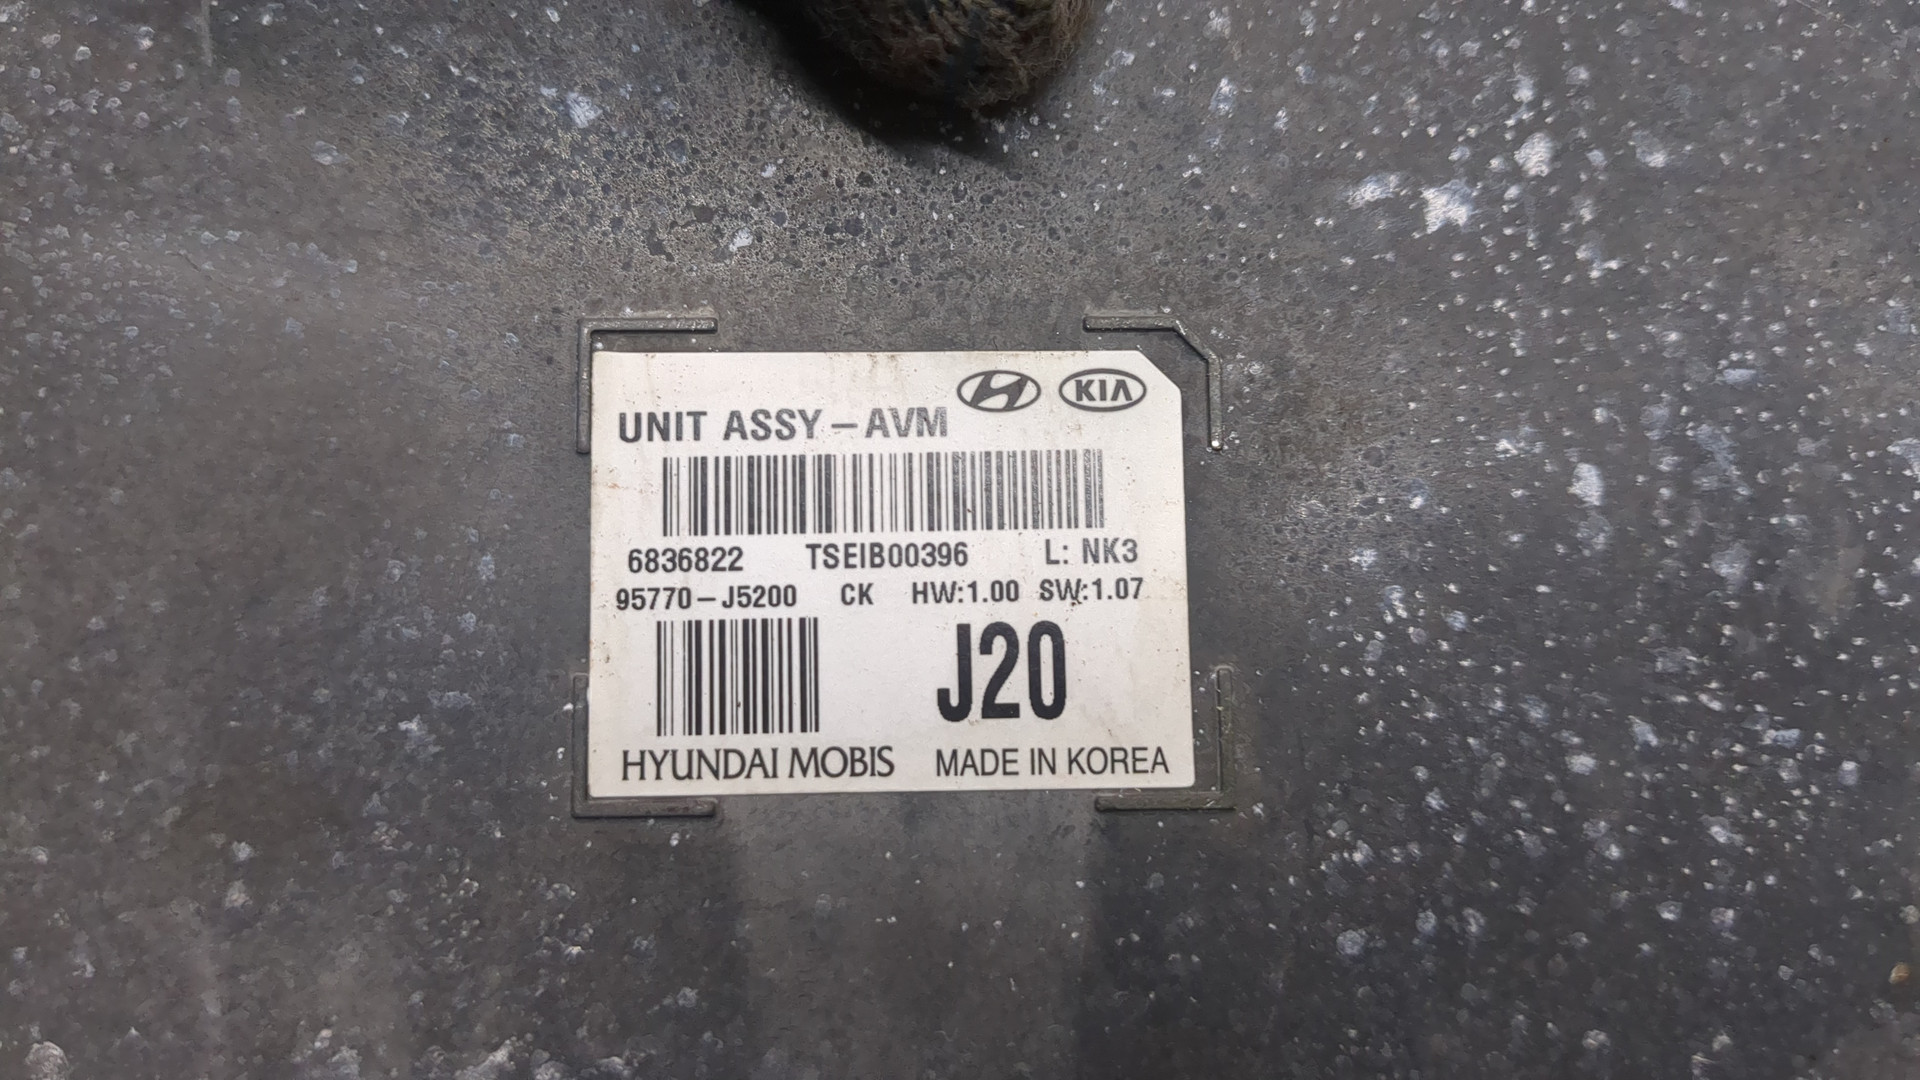 KIA
UNIT ASSY-AVM
6836822 TSEIB00396 L: NK3
95770-J5200 CK HW:1.00 SW:1.07
J20
HYUNDAI MOBIS MADE IN KOREA